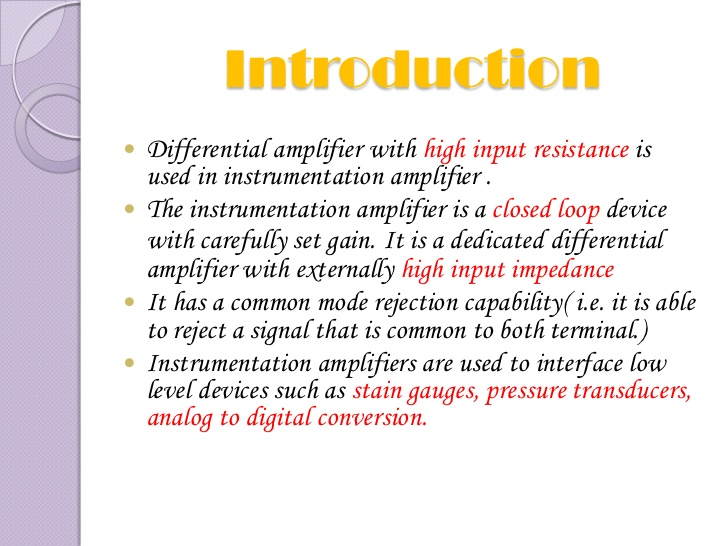 Introduction
• Differential amplifier with high input resistance is
used in instrumentation amplifier .
• The instrumentation amplifier is a closed loop device
with carefully set gain. It is a dedicated differential
amplifier with externally high input impedance
• It has a common mode rejection capability( i.e. it is able
to reject a signal that is common to both terminal.)
• Instrumentation amplifiers are used to interface low
level devices such as stain gauges, pressure transducers,
analog to digital conversion.